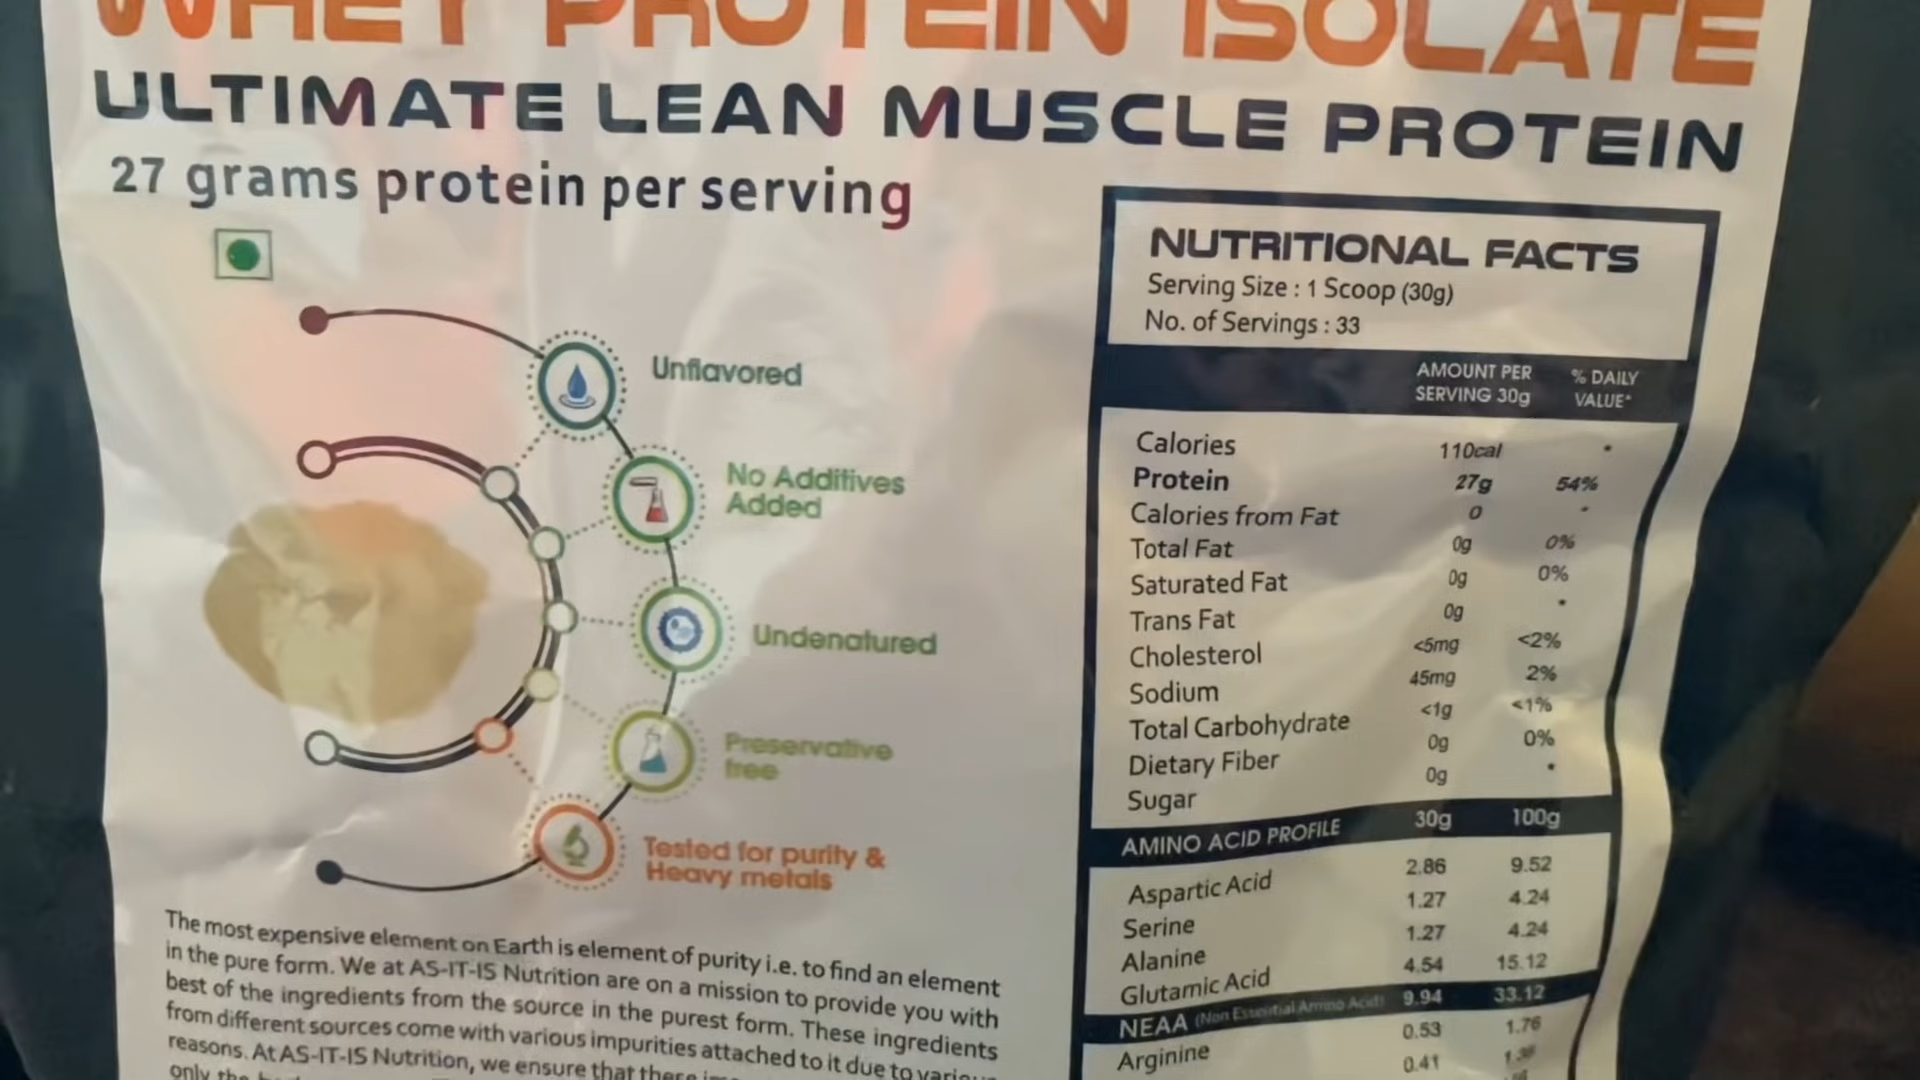 WHEY PROTEIN ISOLATE
ULTIMATE LEAN MUSCLE PROTEIN
27 grams protein per serving
Unflavored
No Additives
Added
Undenatured
Preservative
free
Tested for purity &
Heavy metals
The most expensive element on Earth is element of purity i.e. to find an element
in the pure form. We at AS-IT-IS Nutrition are on a mission to provide you with
best of the ingredients from the source in the purest form. These ingredients
from different sources come with various impurities attached to it due to various
reasons. At AS-IT-IS Nutrition, we ensure that these
only the
NUTRITIONAL FACTS
Serving Size : 1 Scoop (30g)
No. of Servings : 33
AMOUNT PER
SERVING 30g
% DAILY
VALUE*
Calories 110cal *
Protein 27g 54%
Calories from Fat 0 *
Total Fat 0g 0%
Saturated Fat 0g 0%
Trans Fat 0g *
Cholesterol <5mg <2%
Sodium 45mg 2%
Total Carbohydrate <1g <1%
Dietary Fiber 0g 0%
Sugar 0g *
AMINO ACID PROFILE 30g 100g
Aspartic Acid 2.86 9.52
Serine 1.27 4.24
Alanine 1.27 4.24
Glutamic Acid 4.54 15.12
NEAA (Non Essential Amino Acid) 9.94 33.12
Arginine 0.53 1.76
0.41